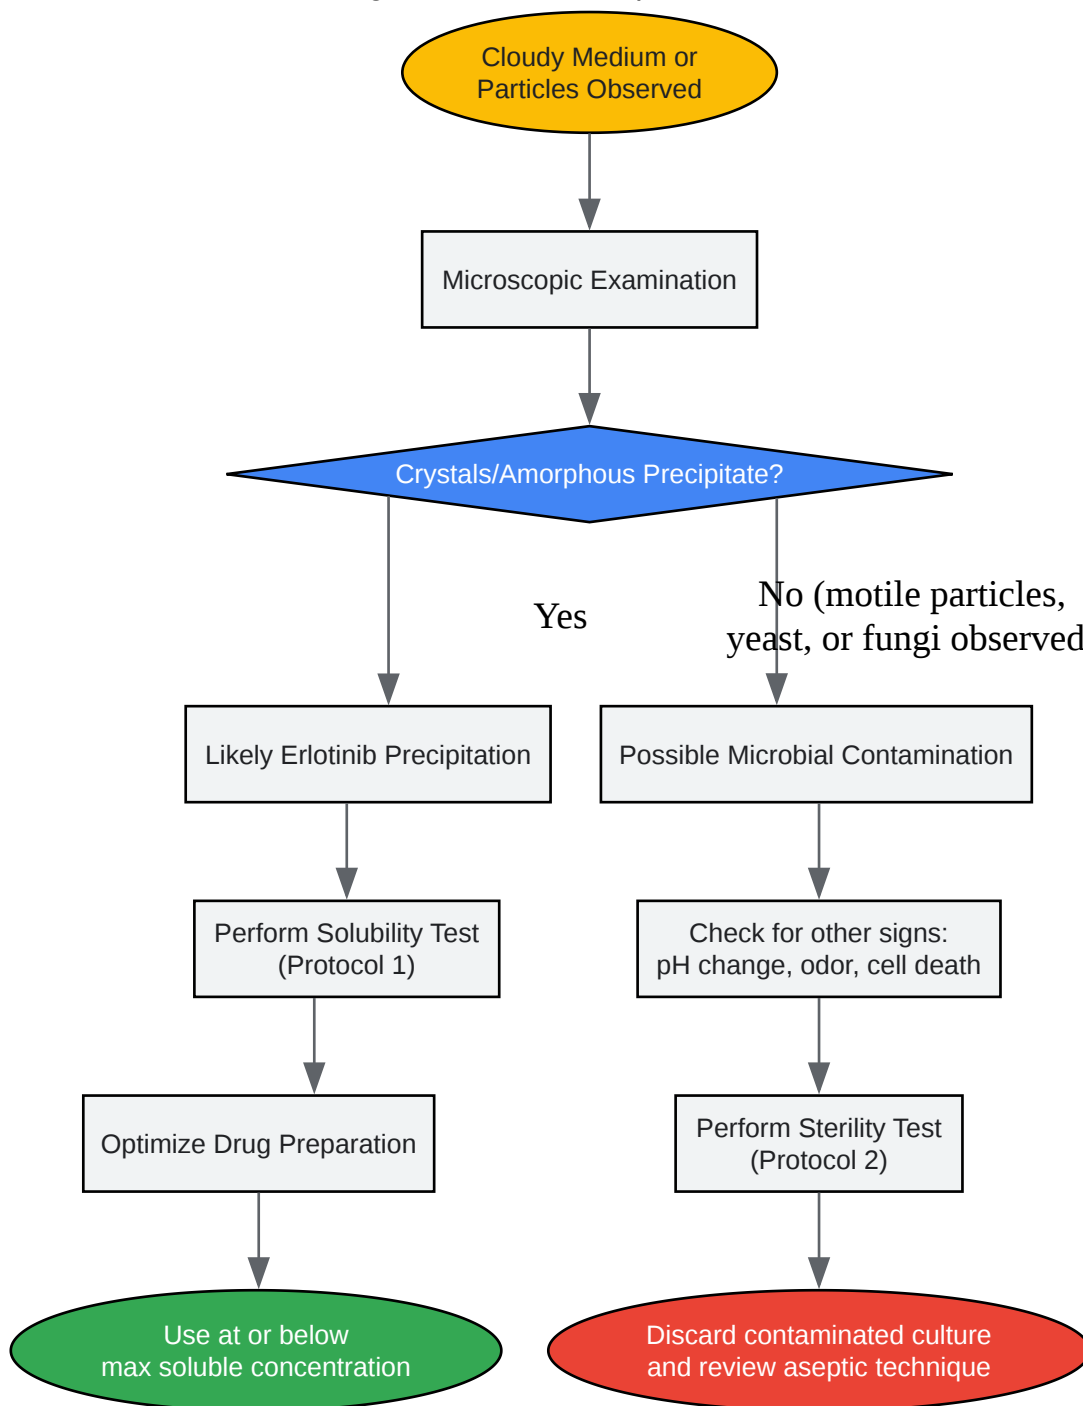 Cloudy Medium or
Particles Observed
Microscopic Examination
Crystals/Amorphous Precipitate?
Yes
No (motile particles,
yeast, or fungi observed
Likely Erlotinib Precipitation
Possible Microbial Contamination
Perform Solubility Test
(Protocol 1)
Check for other signs:
pH change, odor, cell death
Optimize Drug Preparation
Perform Sterility Test
(Protocol 2)
Use at or below
max soluble concentration
Discard contaminated culture
and review aseptic technique